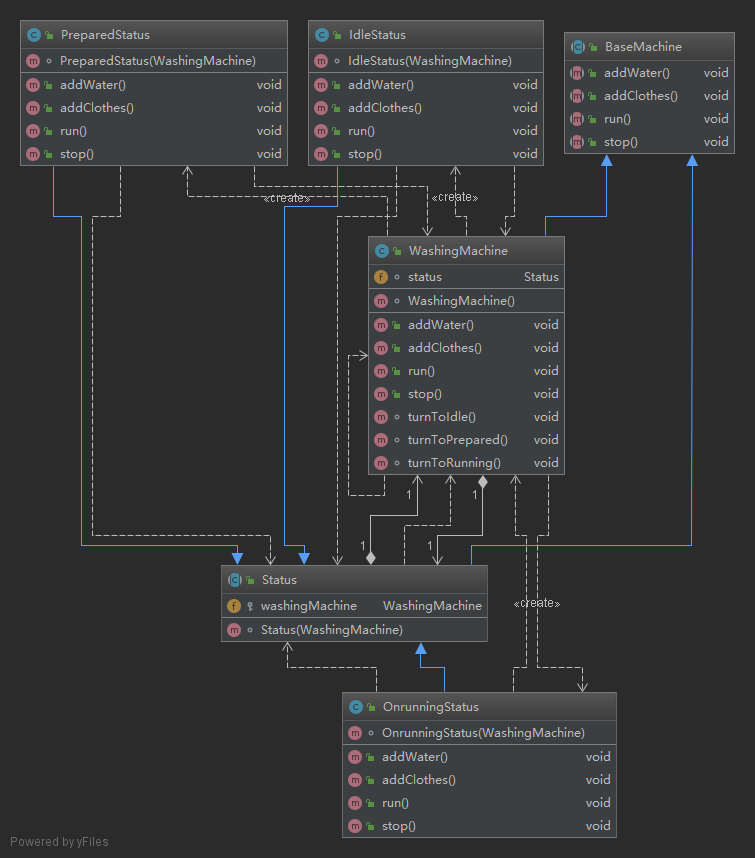 PreparedStatus
PreparedStatus(WashingMachine)
addWater() void
addClothes() void
run() void
stop() void
IdleStatus
IdleStatus(WashingMachine)
addWater() void
addClothes() void
run() void
stop() void
BaseMachine
addWater() void
addClothes() void
run() void
stop() void
«create»
«create»
WashingMachine
status Status
WashingMachine()
addWater() void
addClothes() void
run() void
stop() void
turnToIdle() void
turnToPrepared() void
turnToRunning() void
1
1
1
1
Status
washingMachine WashingMachine
Status(WashingMachine)
«create»
OnrunningStatus
OnrunningStatus(WashingMachine)
addWater() void
addClothes() void
run() void
stop() void
Powered by yFiles